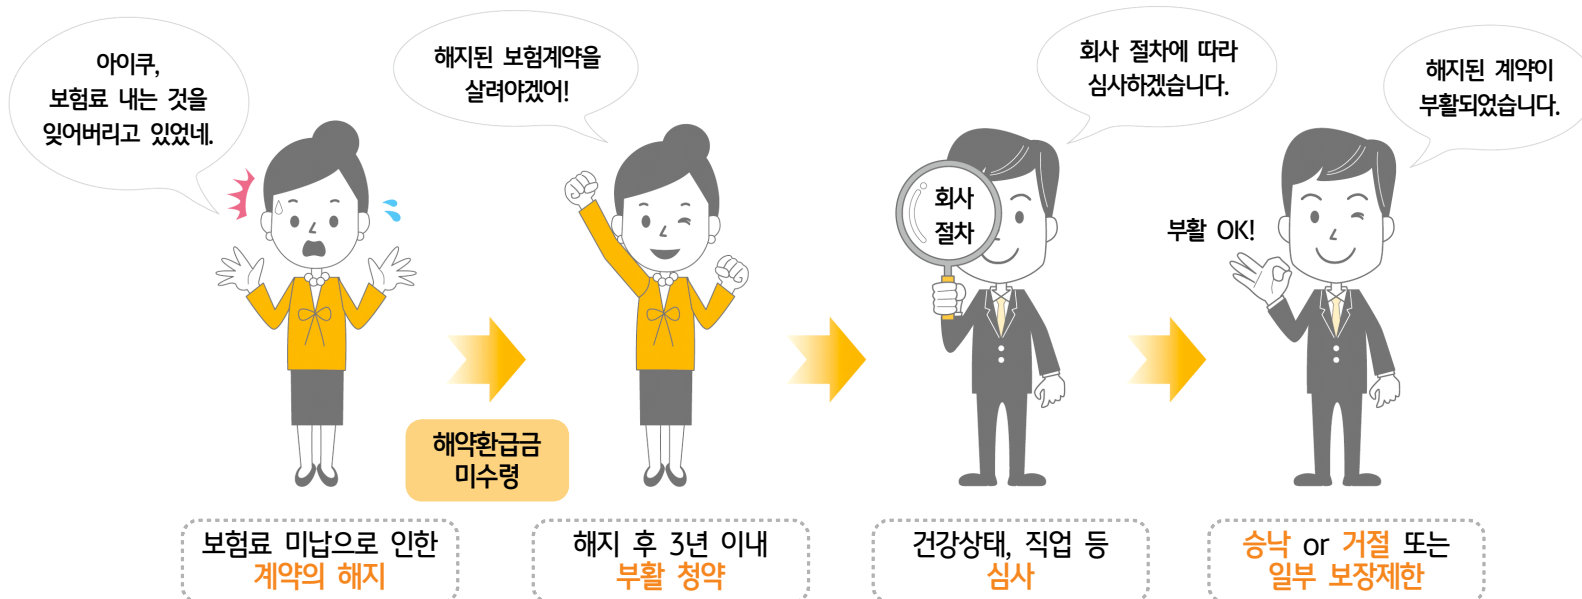 아이쿠,
보험료 내는 것을
잊어버리고 있었네.
해지된 보험계약을
살려야겠어!
회사 절차에 따라
심사하겠습니다.
해지된 계약이
부활되었습니다.
회사
절차
부활 OK!
해약환급금
미수령
보험료 미납으로 인한
계약의 해지
해지 후 3년 이내
부활 청약
건강상태, 직업 등
심사
승낙 or 거절 또는
일부 보장제한